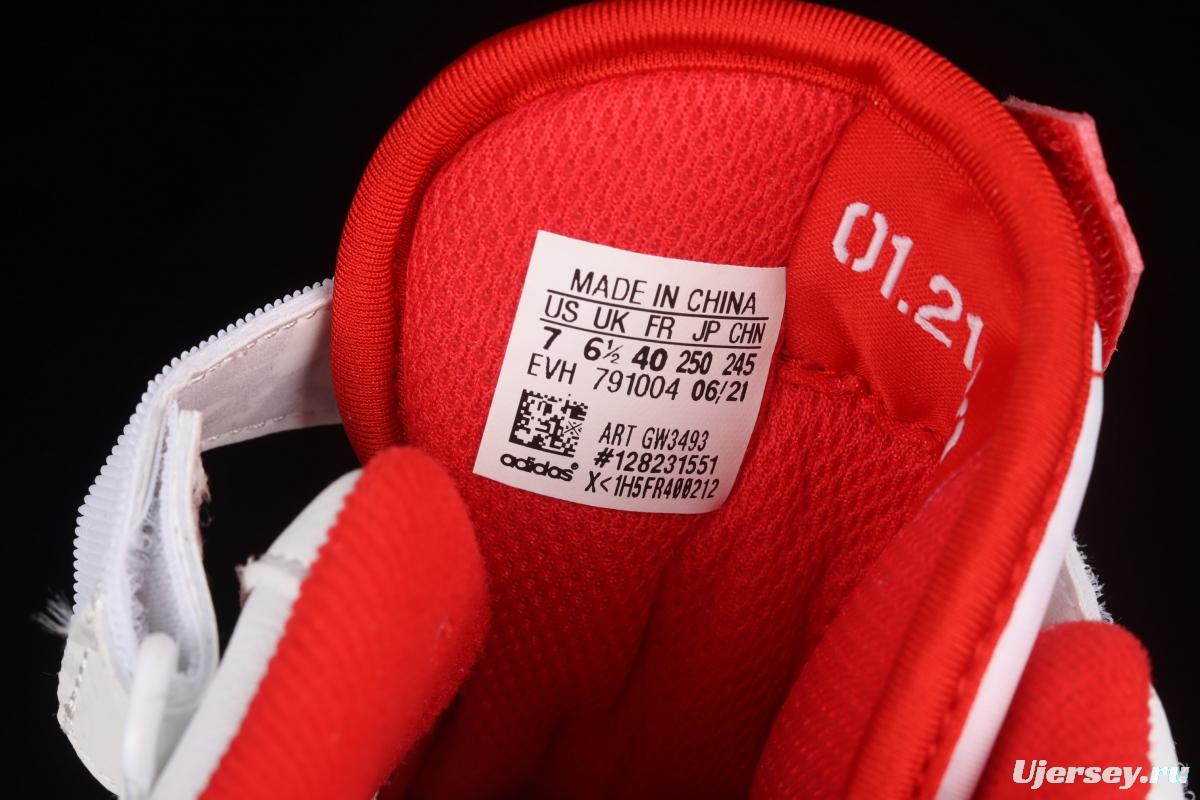 MADE IN CHINA
US UK FR JP CHN
7 6½ 40 250 245
EVH 791004 06/21
ART GW3493
#128231551
adidas® X<1H5FR400212
01.21
Ujersey.ru